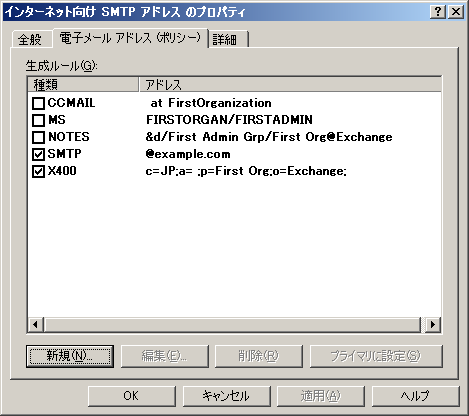 インターネット向け SMTP アドレス のプロパティ
全般 電子メール アドレス (ポリシー) 詳細
生成ルール(G):
種類 アドレス
CCMAIL at FirstOrganization
MS FIRSTORGAN/FIRSTADMIN
NOTES &d/First Admin Grp/First Org@Exchange
SMTP @example.com
X400 c=JP;a= ;p=First Org;o=Exchange;
新規(N)... 編集(E)... 削除(R) プライマリに設定(S)
OK キャンセル 適用(A) ヘルプ